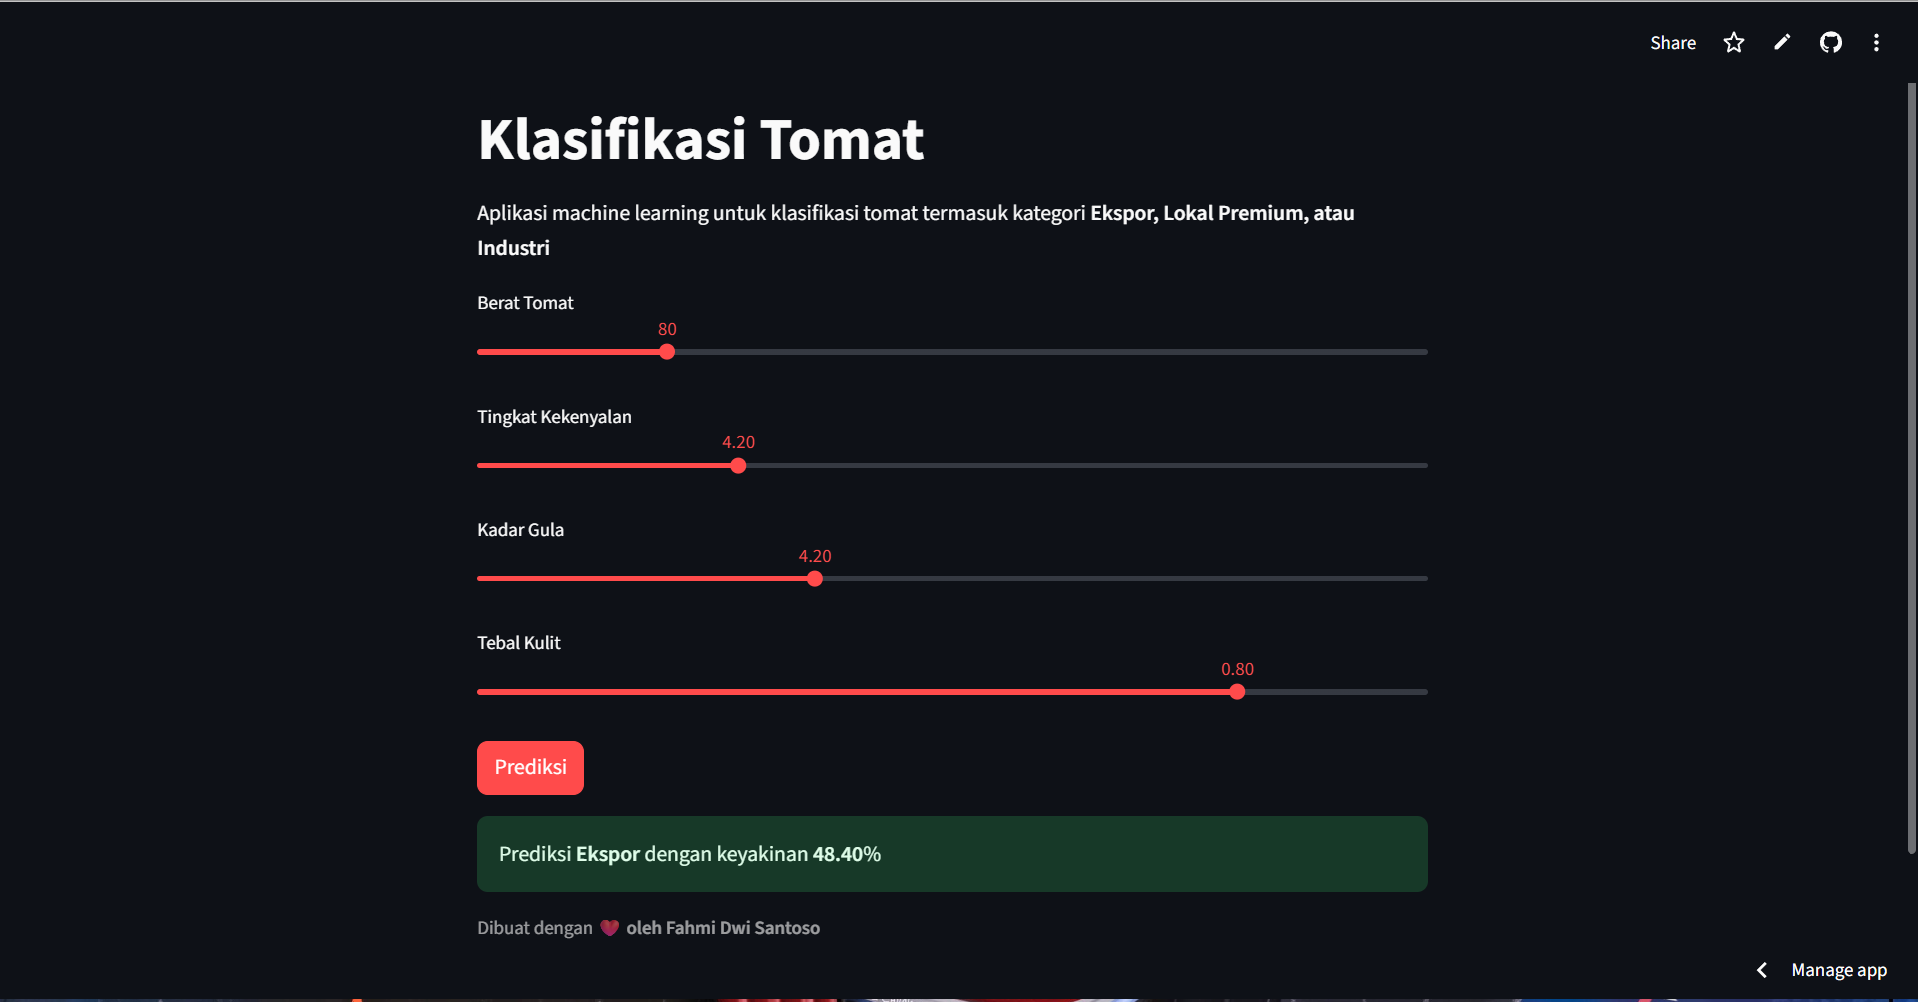 Share
Klasifikasi Tomat
Aplikasi machine learning untuk klasifikasi tomat termasuk kategori Ekspor, Lokal Premium, atau
Industri
Berat Tomat
80
Tingkat Kekenyalan
4.20
Kadar Gula
4.20
Tebal Kulit
0.80
Prediksi
Prediksi Ekspor dengan keyakinan 48.40%
Dibuat dengan ❤️ oleh Fahmi Dwi Santoso
Manage app